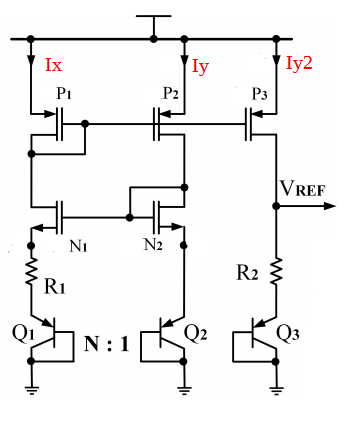 Ix Iy Iy2
P1 P2 P3
VREF
N1 N2
R1 R2
Q1 N : 1 Q2 Q3